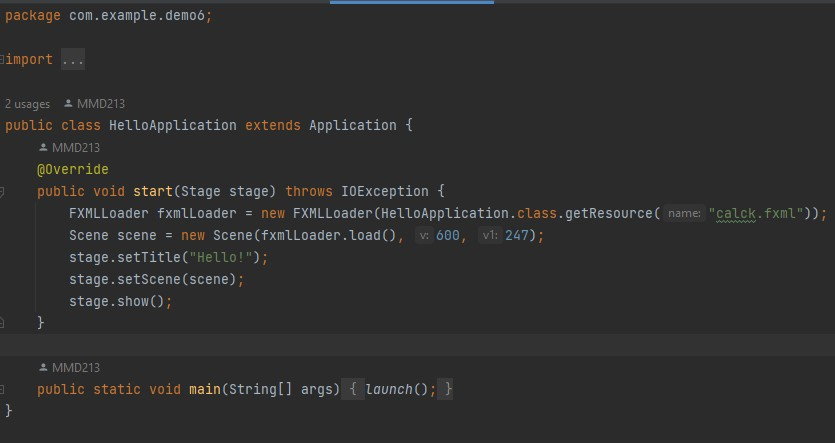 package com.example.demo6;
import ...
2 usages MMD213
public class HelloApplication extends Application {
MMD213
@Override
public void start(Stage stage) throws IOException {
FXMLLoader fxmlLoader = new FXMLLoader(HelloApplication.class.getResource( name: "calck.fxml"));
Scene scene = new Scene(fxmlLoader.load(), v: 600, v1: 247);
stage.setTitle("Hello!");
stage.setScene(scene);
stage.show();
}
MMD213
public static void main(String[] args) { launch(); }
}